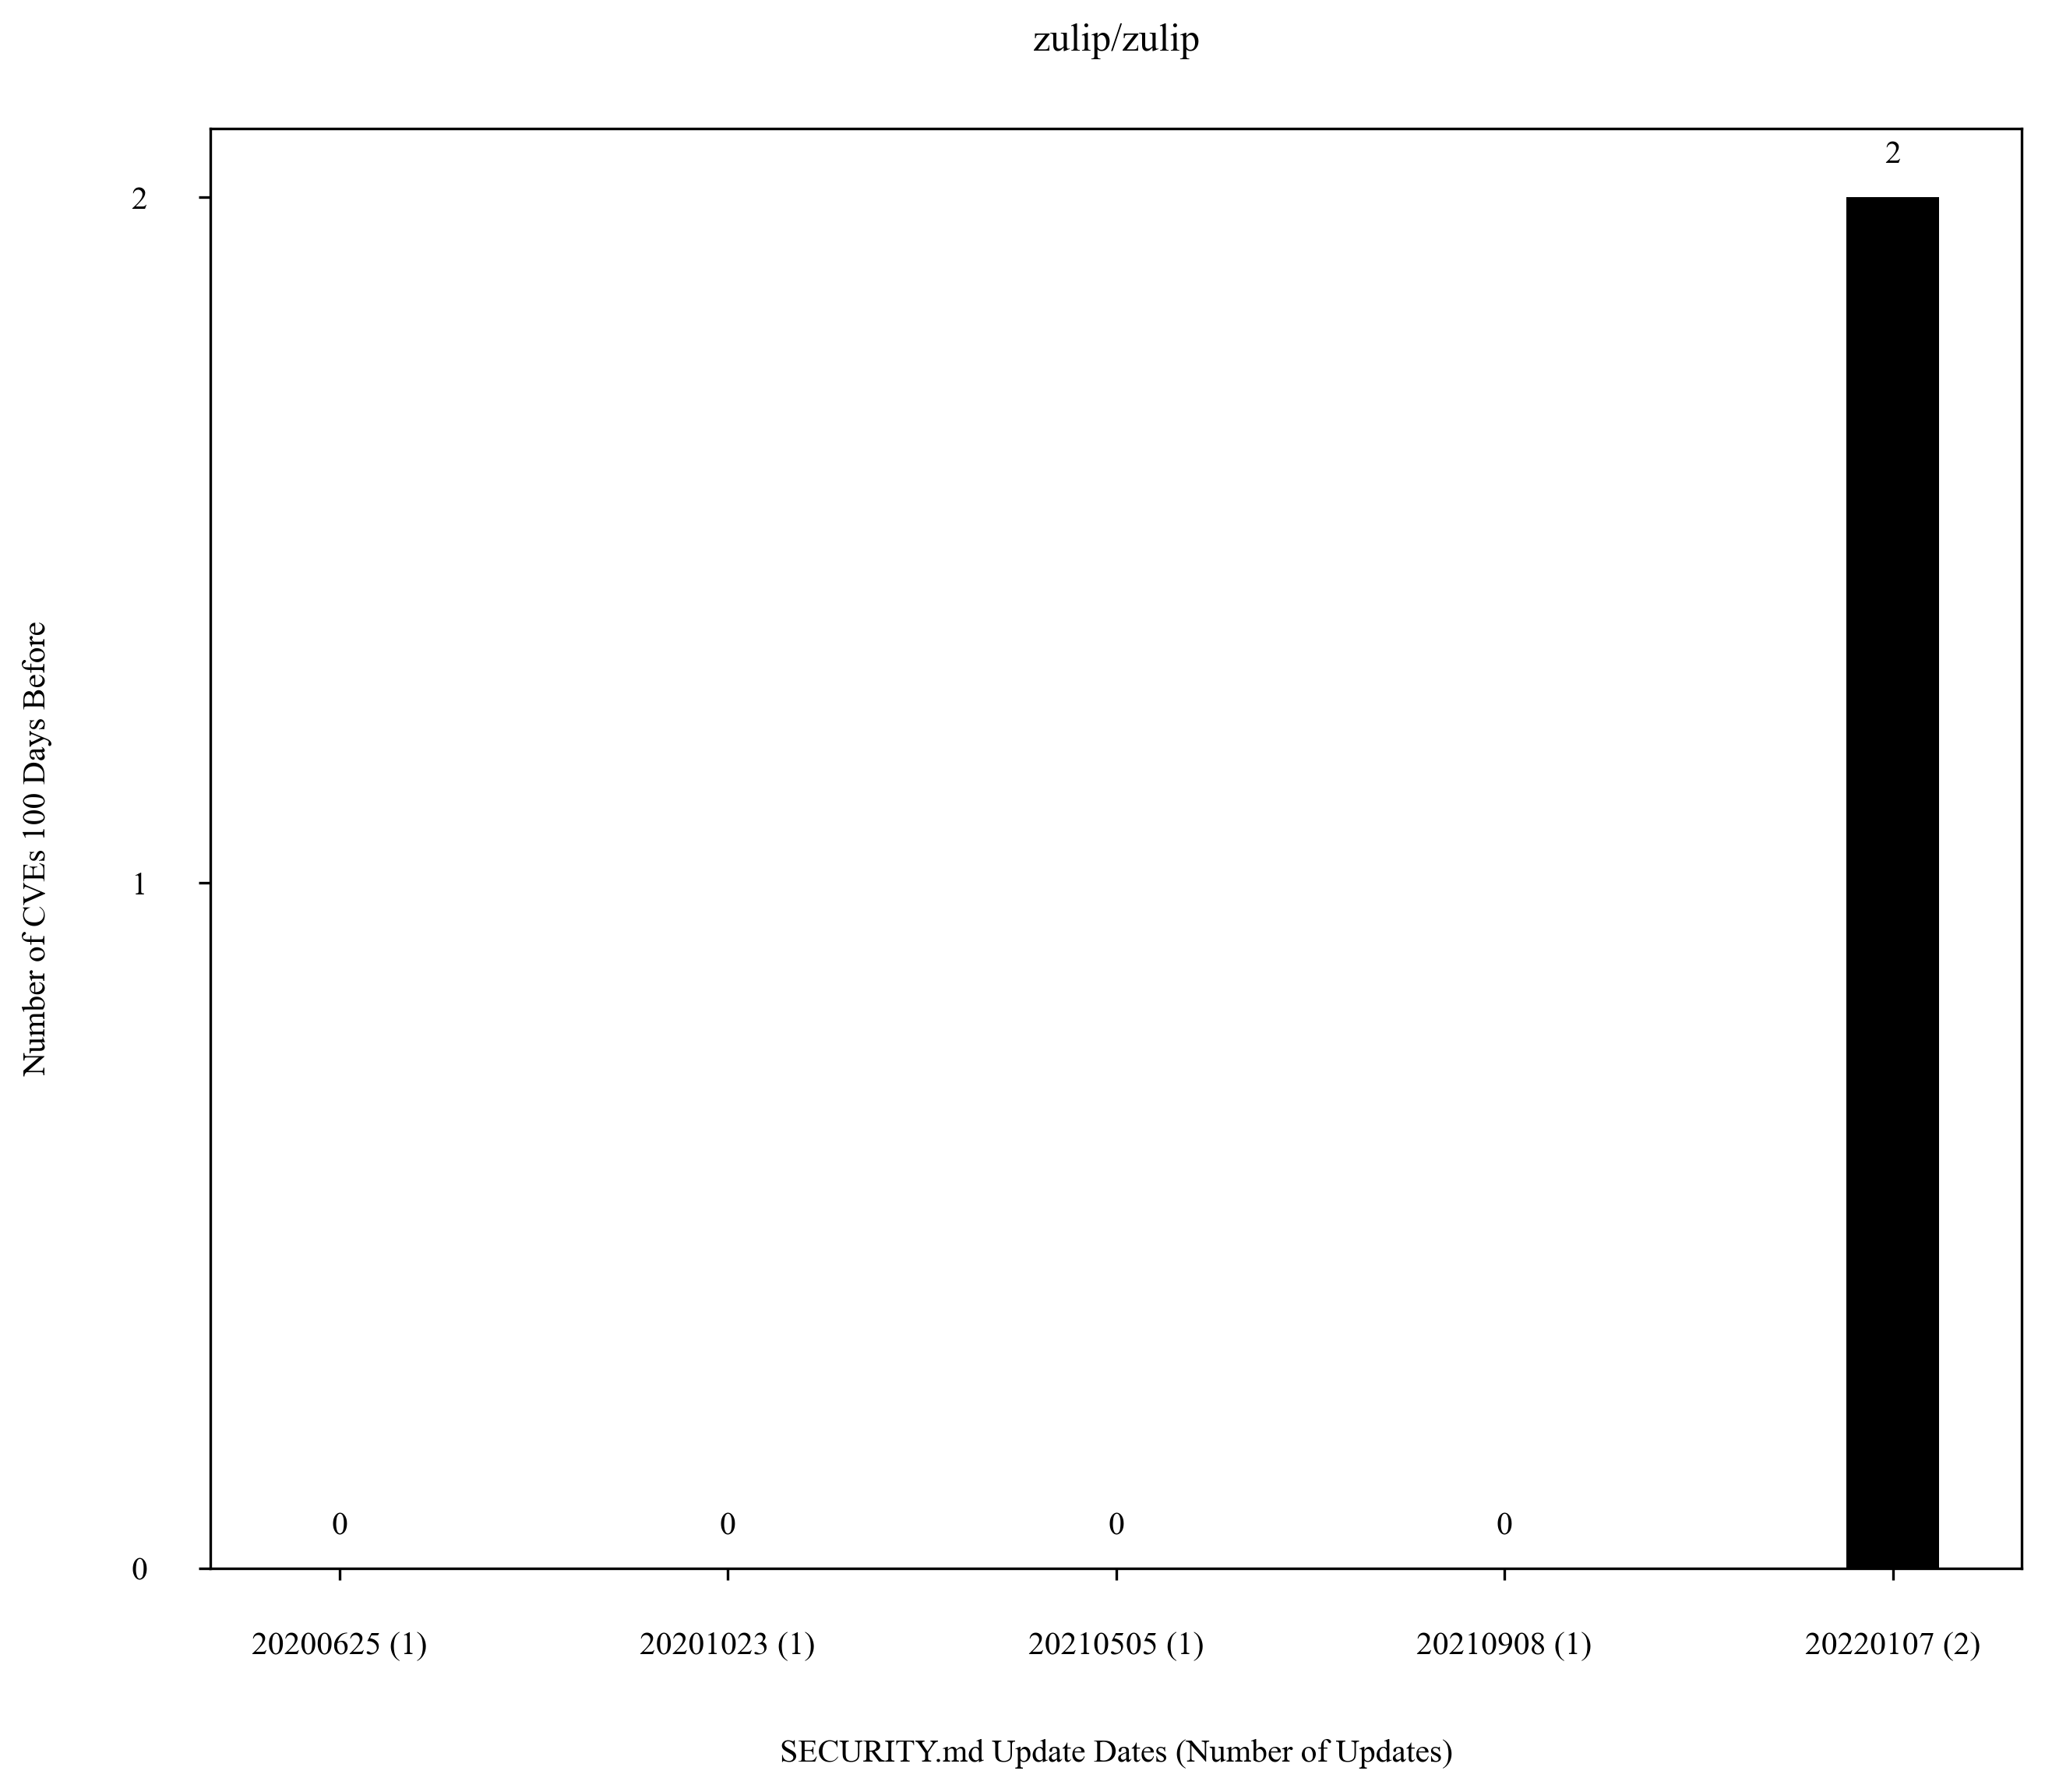 zulip/zulip
2
2
Number of CVEs 100 Days Before
1
0 0 0 0
0
20200625 (1) 20201023 (1) 20210505 (1) 20210908 (1) 20220107 (2)
SECURITY.md Update Dates (Number of Updates)